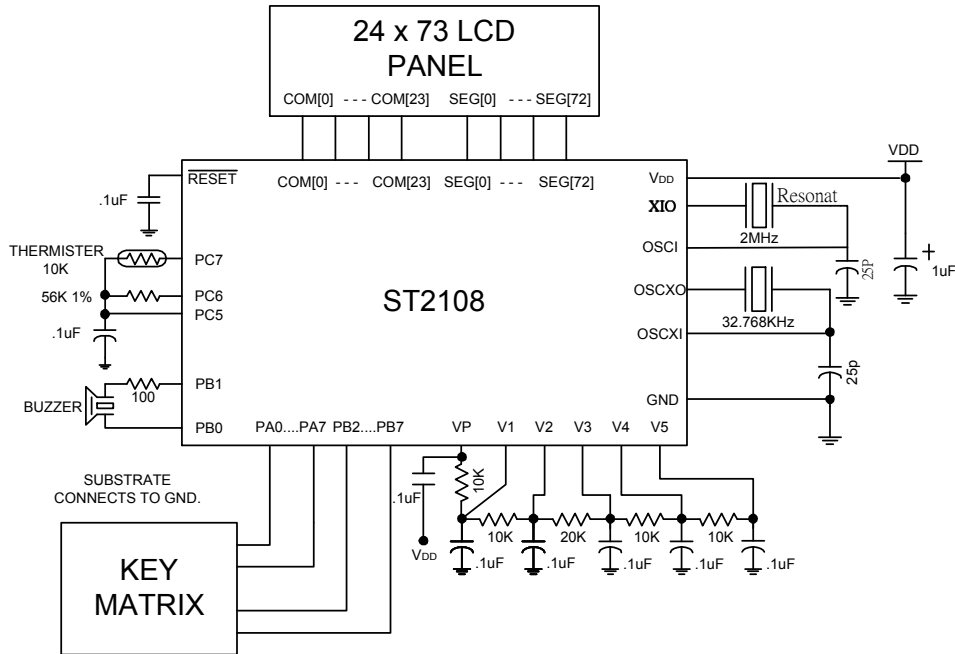 24 x 73 LCD
PANEL
COM[0] --- COM[23] SEG[0] --- SEG[72]
RESET
COM[0] --- COM[23] SEG[0] --- SEG[72]
VDD
VDD
.1uF
XIO
Resonat
2MHz
THERMISTER
10K
PC7
OSCI
25P
+
1uF
56K 1%
PC6
ST2108
OSCXO
PC5
32.768KHz
.1uF
OSCXI
PB1
25p
100
BUZZER
PB0
GND
PA0....PA7 PB2....PB7 VP V1 V2 V3 V4 V5
SUBSTRATE
CONNECTS TO GND.
.1uF
10K
10K 20K 10K 10K
VDD
.1uF .1uF .1uF .1uF .1uF
KEY
MATRIX